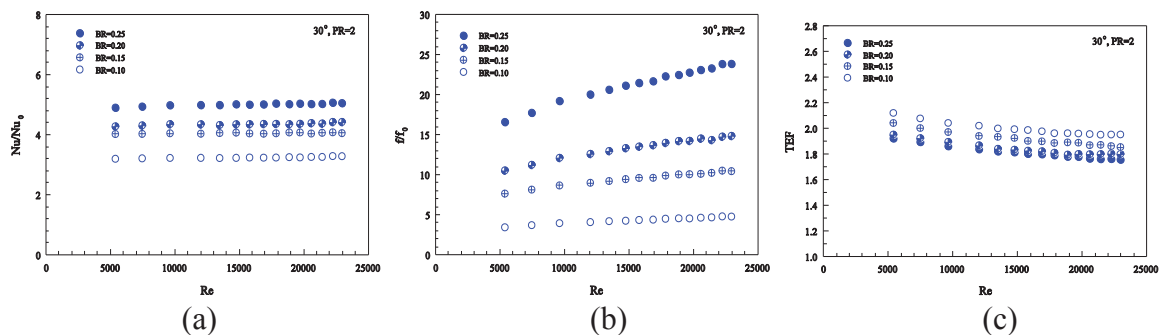 8
6
4
2
0
Nu/Nu0
BR=0.25
BR=0.20
BR=0.15
BR=0.10
30°, PR=2
0 5000 10000 15000 20000 25000
Re
(a)
30
25
20
15
10
5
0
f/f0
BR=0.25
BR=0.20
BR=0.15
BR=0.10
30°, PR=2
0 5000 10000 15000 20000 25000
Re
(b)
2.8
2.6
2.4
2.2
2.0
1.8
1.6
1.4
1.2
1.0
TEF
BR=0.25
BR=0.20
BR=0.15
BR=0.10
30°, PR=2
0 5000 10000 15000 20000 25000
Re
(c)